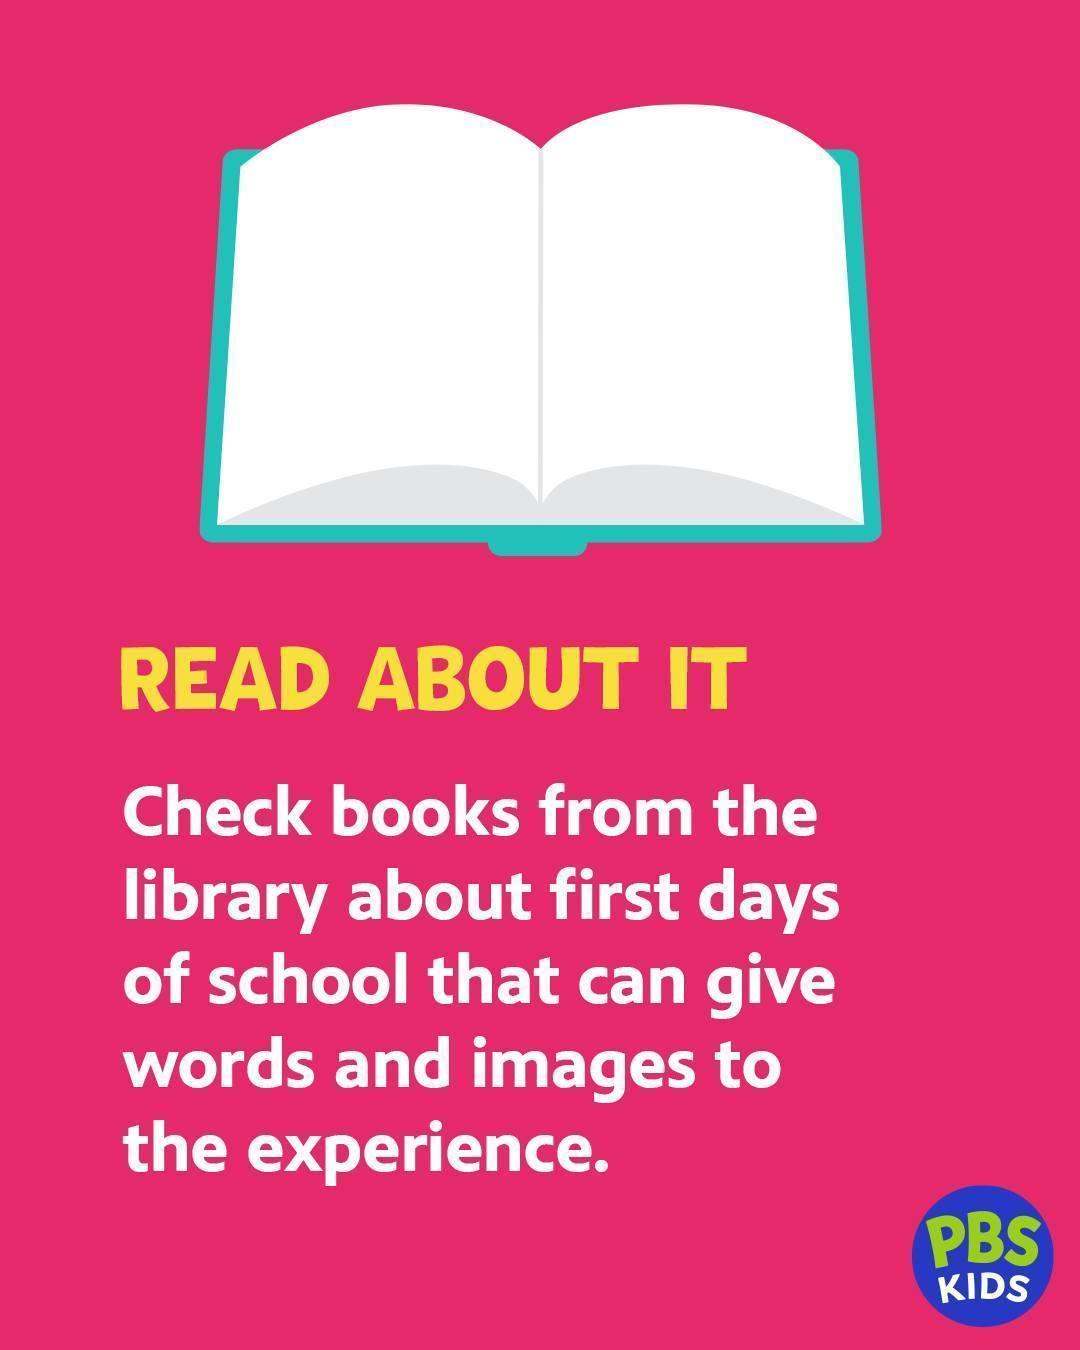 READ ABOUT IT
Check books from the
library about first days
of school that can give
words and images to
the experience.
PBS
KIDS